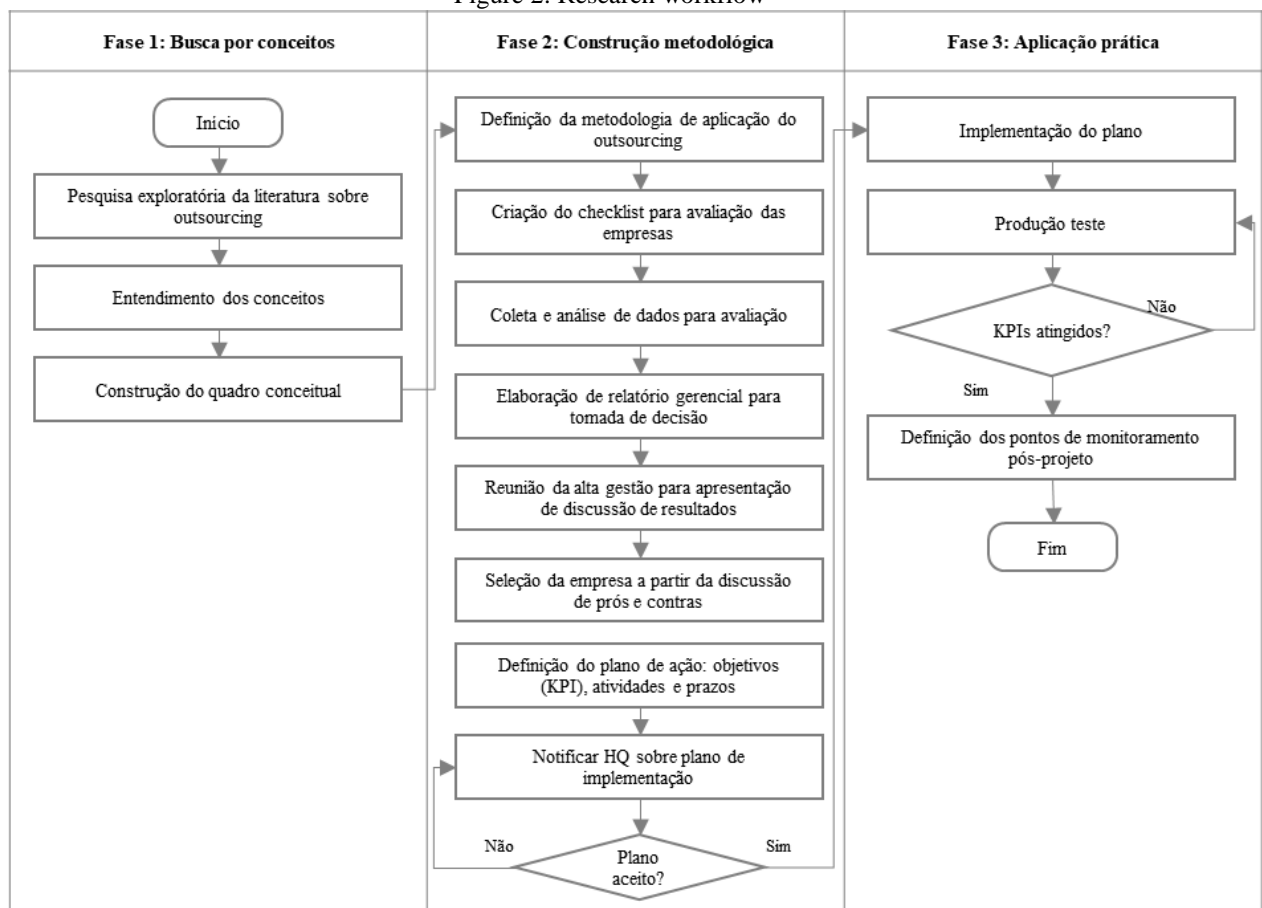 Figure 2. Research workflow
Fase 1: Busca por conceitos
Início
Pesquisa exploratória da literatura sobre
outsourcing
Entendimento dos conceitos
Construção do quadro conceitual
Fase 2: Construção metodológica
Definição da metodologia de aplicação do
outsourcing
Criação do checklist para avaliação das
empresas
Coleta e análise de dados para avaliação
Elaboração de relatório gerencial para
tomada de decisão
Reunião da alta gestão para apresentação
de discussão de resultados
Seleção da empresa a partir da discussão
de prós e contras
Definição do plano de ação: objetivos
(KPI), atividades e prazos
Notificar HQ sobre plano de
implementação
Não
Plano
aceito?
Sim
Fase 3: Aplicação prática
Implementação do plano
Produção teste
Não
KPIs atingidos?
Sim
Definição dos pontos de monitoramento
pós-projeto
Fim